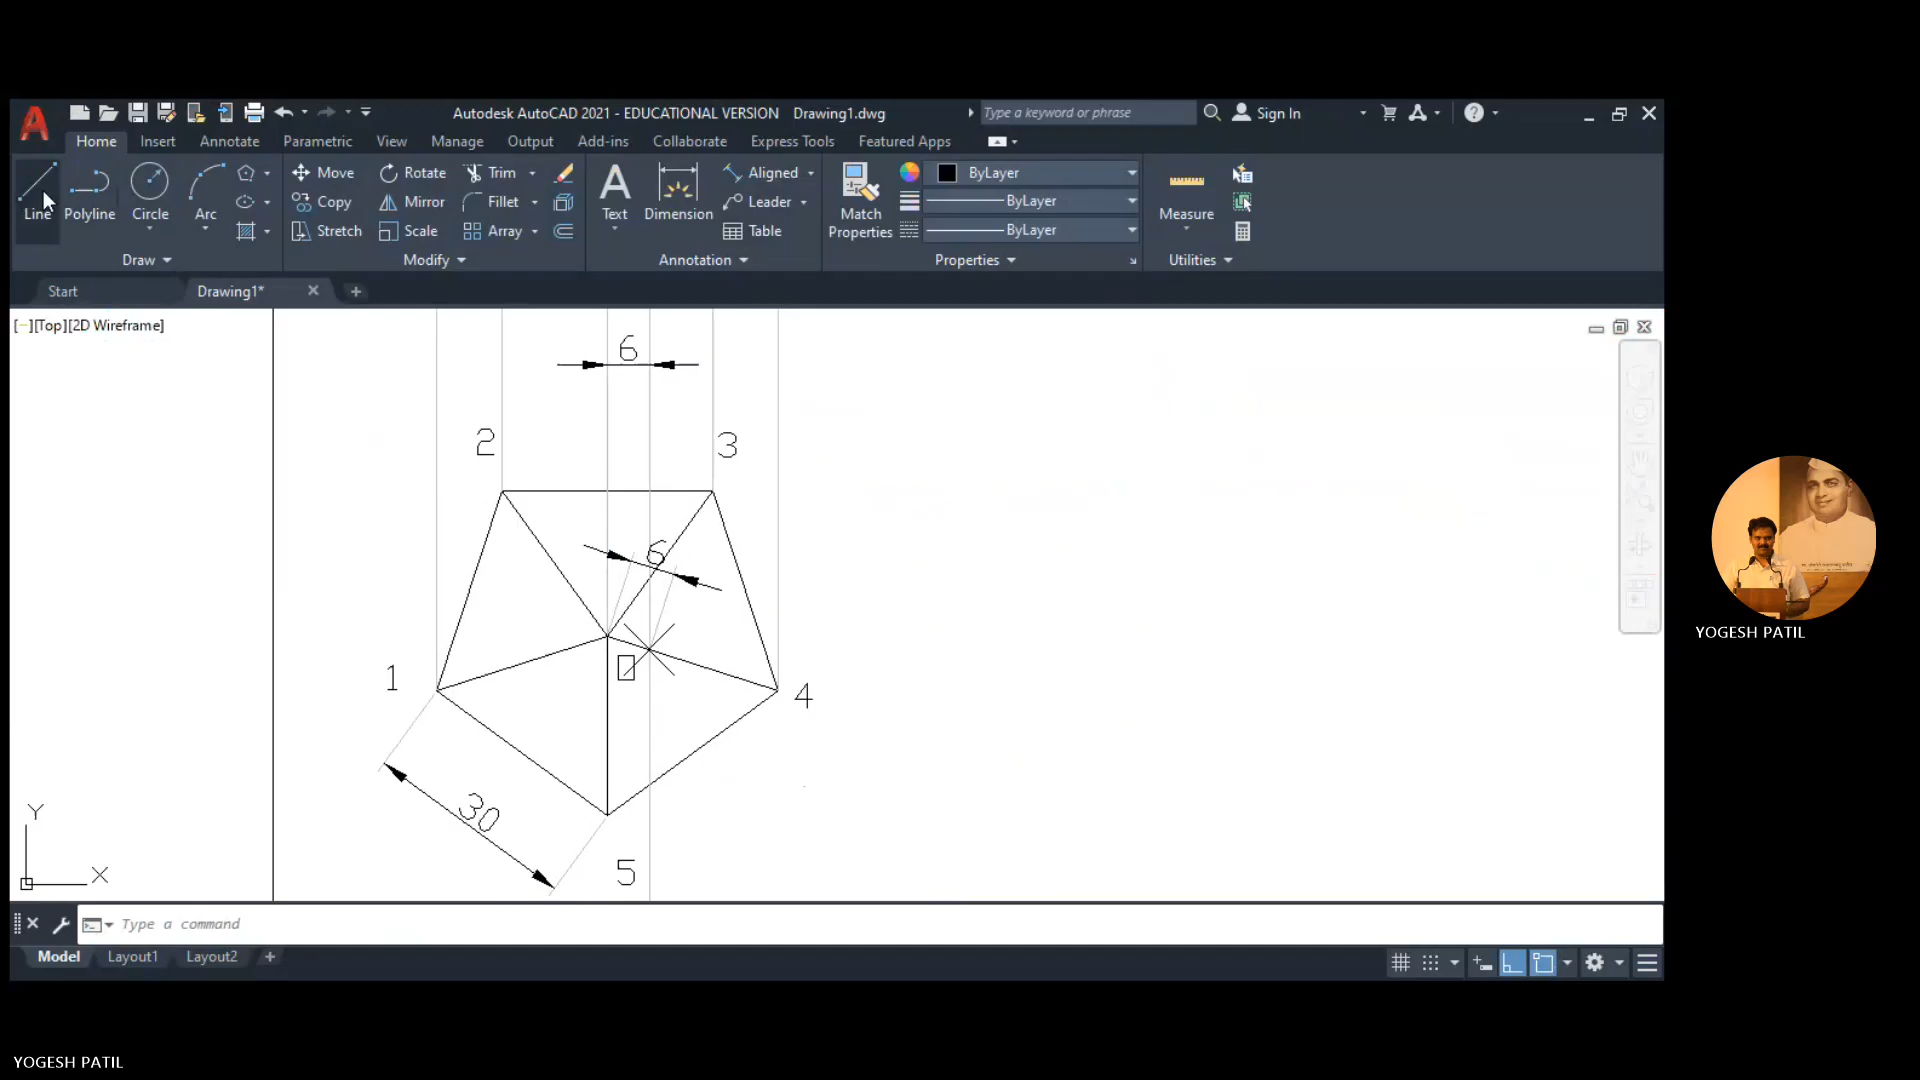 Autodesk AutoCAD 2021 - EDUCATIONAL VERSION Drawing1.dwg Type a keyword or phrase Sign In
Home Insert Annotate Parametric View Manage Output Add-ins Collaborate Express Tools Featured Apps
Line Polyline Circle Arc
Move Rotate Trim
Copy Mirror Fillet
Stretch Scale Array
Text Dimension
Aligned
Leader
Table
Match
Properties
ByLayer
ByLayer
ByLayer
Measure
Draw Modify Annotation Properties Utilities
Start Drawing1*
[−][Top][2D Wireframe]
6
2
3
6
1
4
30
5
Y
X
Type a command
Model Layout1 Layout2
YOGESH PATIL
YOGESH PATIL